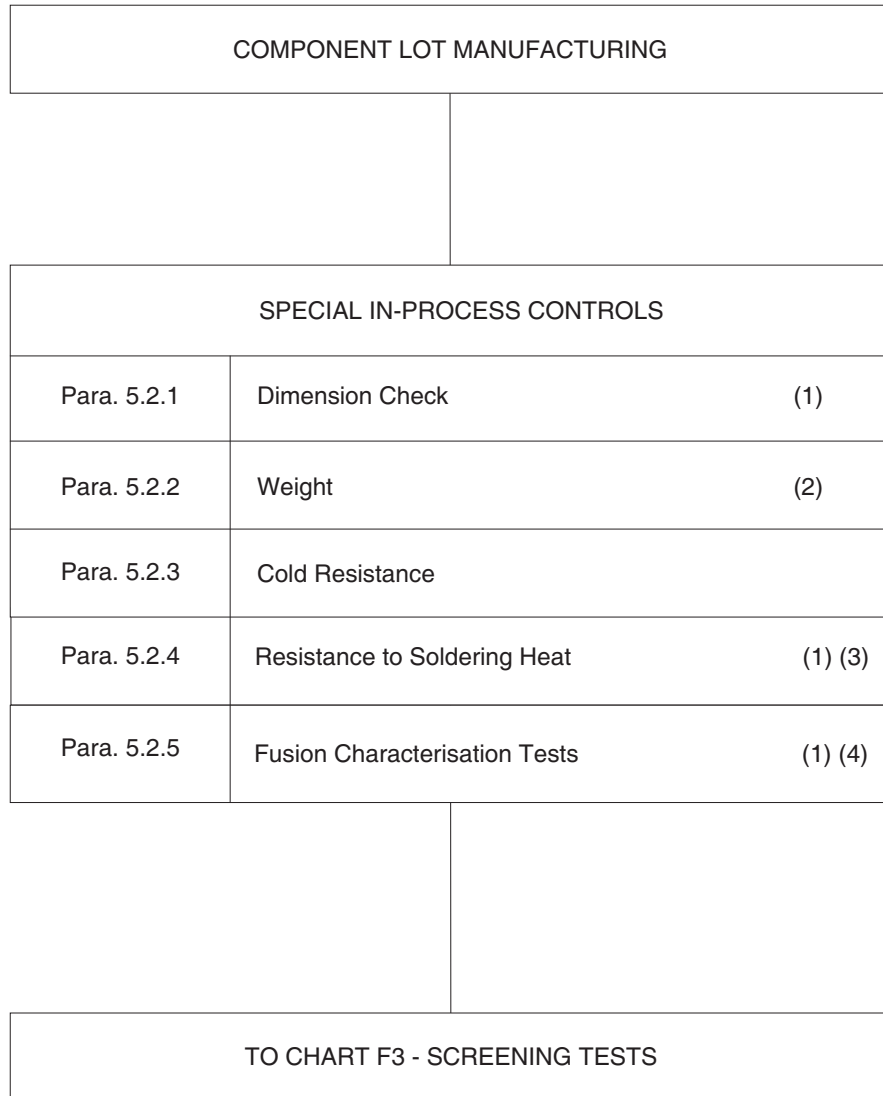 COMPONENT LOT MANUFACTURING
SPECIAL IN-PROCESS CONTROLS
Para. 5.2.1 Dimension Check (1)
Para. 5.2.2 Weight (2)
Para. 5.2.3 Cold Resistance
Para. 5.2.4 Resistance to Soldering Heat (1) (3)
Para. 5.2.5 Fusion Characterisation Tests (1) (4)
TO CHART F3 - SCREENING TESTS